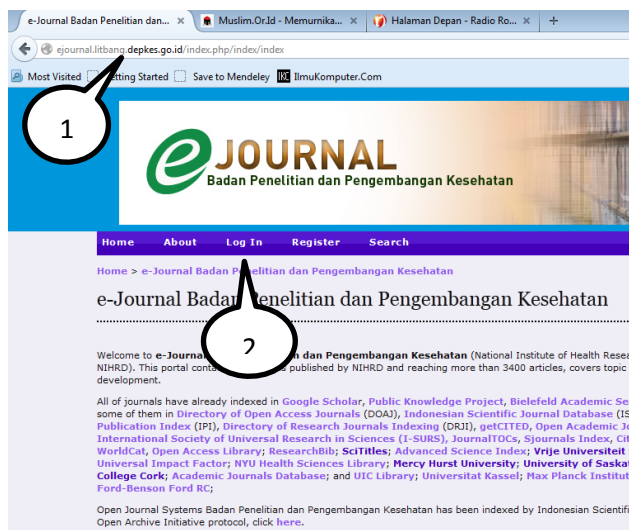 e-Journal Badan Penelitian dan...
Muslim.Or.Id - Memurnika...
Halaman Depan - Radio Ro...
ejournal.litbang.depkes.go.id/index.php/index/index
Most Visited
Getting Started
Save to Mendeley
IlmuKomputer.Com
1
e JOURNAL
Badan Penelitian dan Pengembangan Kesehatan
Home About Log In Register Search
Home > e-Journal Badan Penelitian dan Pengembangan Kesehatan
e-Journal Badan Penelitian dan Pengembangan Kesehatan
2
Welcome to e-Journal dan Pengembangan Kesehatan (National Institute of Health Resea
NIHRD). This portal published by NIHRD and reaching more than 3400 articles, covers topic
development.
All of journals have already indexed in Google Scholar, Public Knowledge Project, Bielefeld Academic Se
some of them in Directory of Open Access Journals (DOAJ), Indonesian Scientific Journal Database (IS
Publication Index (IPI), Directory of Research Journals Indexing (DRJI), getCITED, Open Academic Jo
International Society of Universal Research in Sciences (I-SURS), JournalTOCs, Sjournals Index, Cit
WorldCat, Open Access Library; ResearchBib; SciTitles; Advanced Science Index; Vrije Universiteit
Universal Impact Factor; NYU Health Sciences Library; Mercy Hurst University; University of Saskat
College Cork; Academic Journals Database; and UIC Library; Universitat Kassel; Max Planck Institut
Ford-Benson Ford RC;
Open Journal Systems Badan Penelitian dan Pengembangan Kesehatan has been indexed by Indonesian Scientifi
Open Archive Initiative protocol, click here.